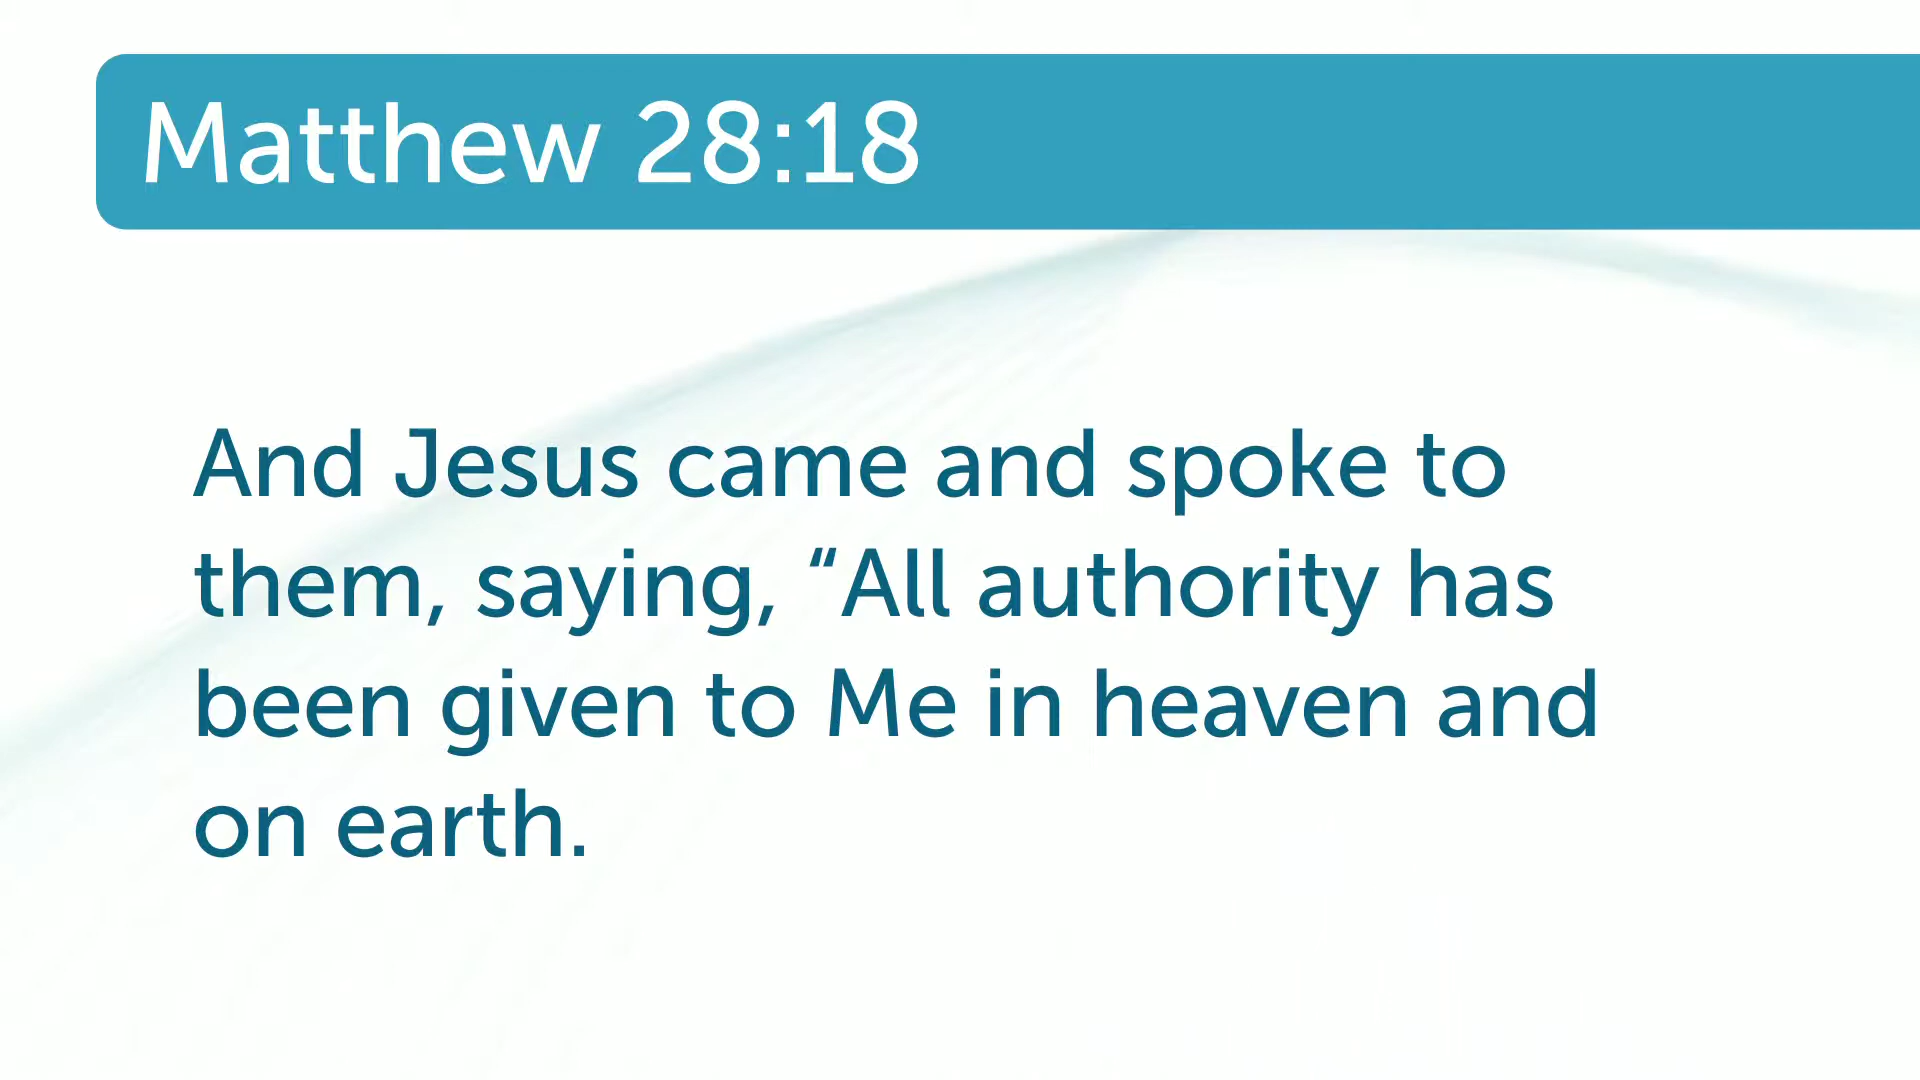 Matthew 28:18
And Jesus came and spoke to
them, saying, “All authority has
been given to Me in heaven and
on earth.